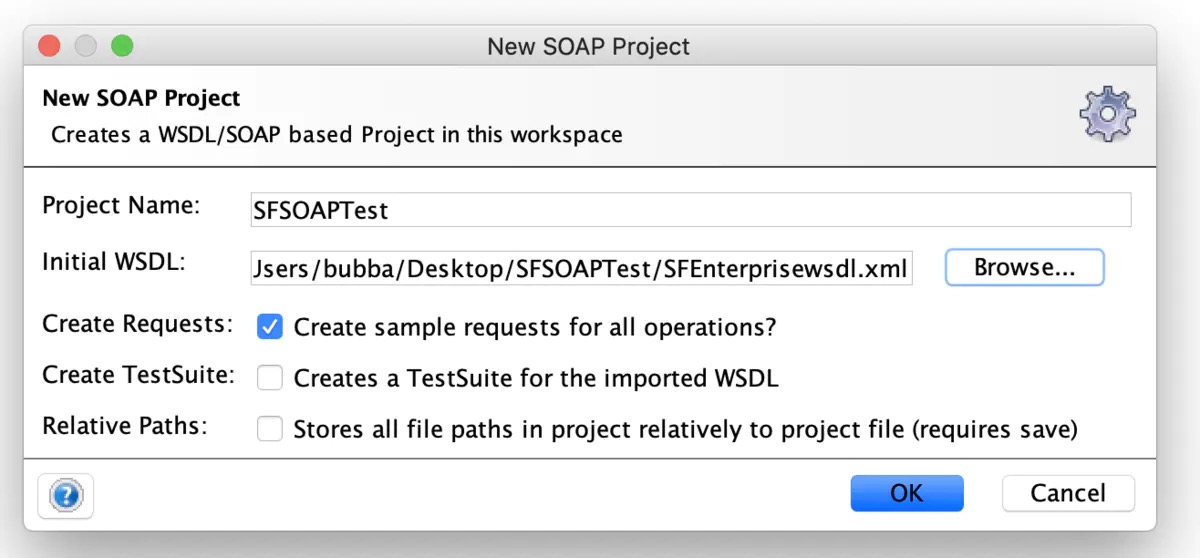 New SOAP Project
New SOAP Project
Creates a WSDL/SOAP based Project in this workspace
Project Name: SFSOAPTest
Initial WSDL: Jsers/bubba/Desktop/SFSOAPTest/SFEnterprisewsdl.xml Browse...
Create Requests: Create sample requests for all operations?
Create TestSuite: Creates a TestSuite for the imported WSDL
Relative Paths: Stores all file paths in project relatively to project file (requires save)
? OK Cancel